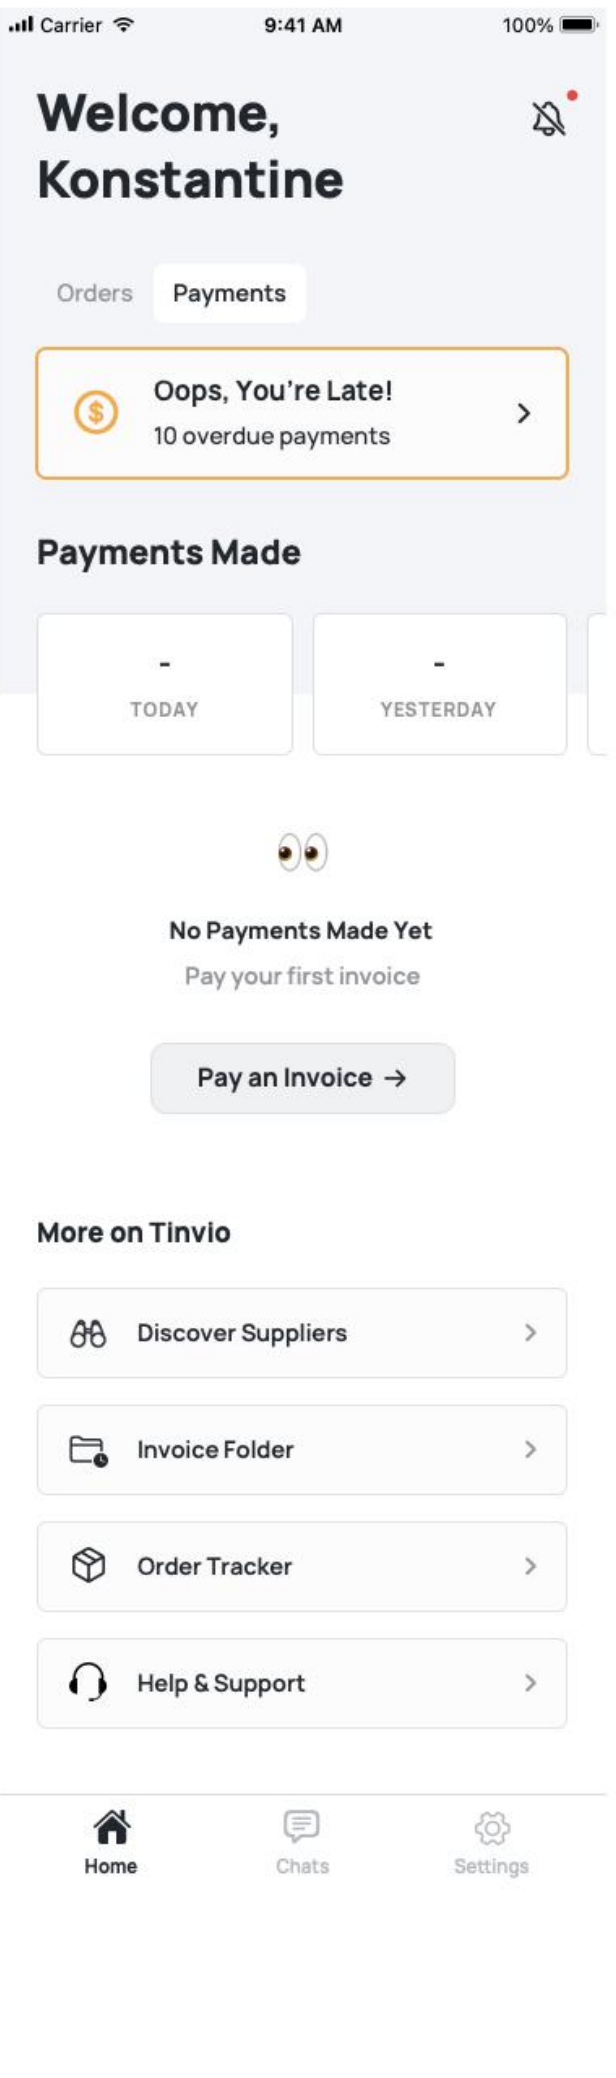 Carrier 9:41 AM 100%
Welcome,
Konstantine
Orders Payments
Oops, You're Late!
10 overdue payments
Payments Made
- -
TODAY YESTERDAY
No Payments Made Yet
Pay your first invoice
Pay an Invoice →
More on Tinvio
Discover Suppliers
Invoice Folder
Order Tracker
Help & Support
Home Chats Settings